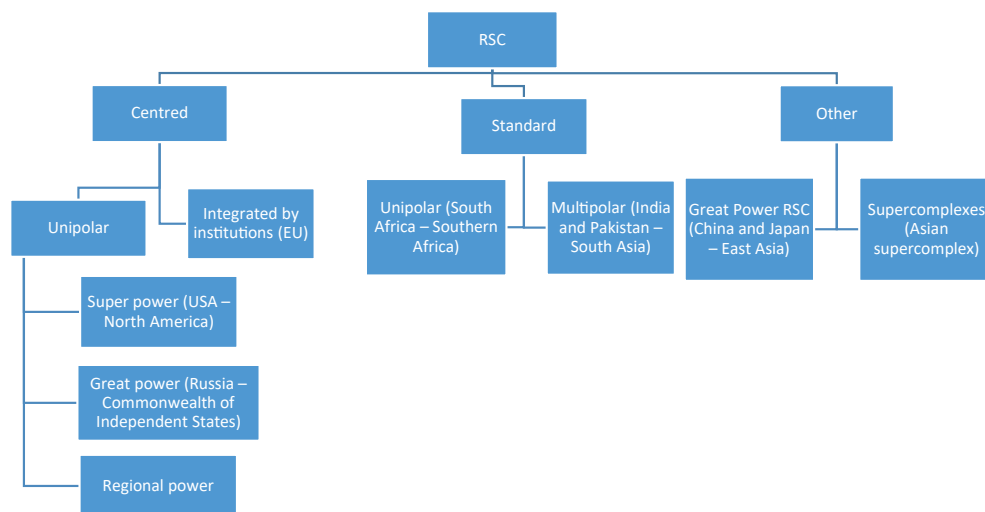 RSC
Centred
Standard
Other
Unipolar
Integrated by
institutions (EU)
Unipolar (South
Africa – Southern
Africa)
Multipolar (India
and Pakistan –
South Asia)
Great Power RSC
(China and Japan
– East Asia)
Supercomplexes
(Asian
supercomplex)
Super power (USA –
North America)
Great power (Russia –
Commonwealth of
Independent States)
Regional power